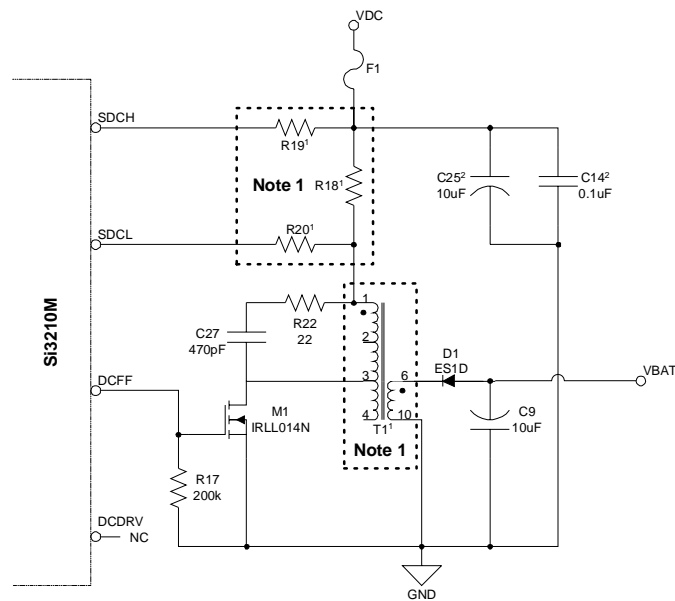 VDC
F1
SDCH
R19¹
Note 1
R18¹
C25²
10uF
C14²
0.1uF
SDCL
R20¹
Si3210M
1
R22
22
C27
470pF
2
D1
ES1D
DCFF
3
6
VBAT
M1
IRLL014N
4
10
T1¹
C9
10uF
Note 1
R17
200k
DCDRV
NC
GND